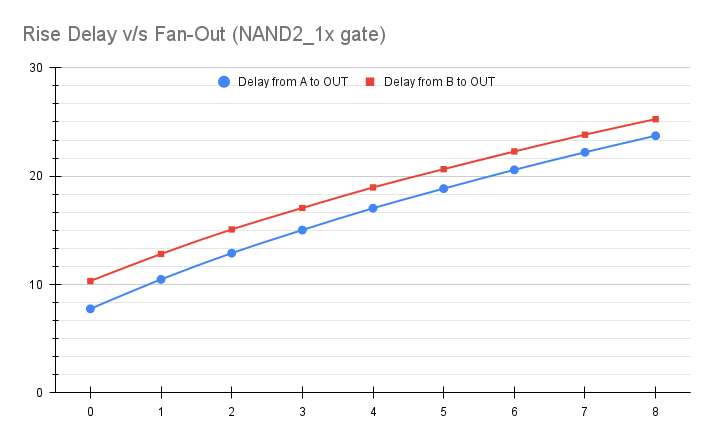 Rise Delay v/s Fan-Out (NAND2_1x gate)
Delay from A to OUT
Delay from B to OUT
30
20
10
0
0 1 2 3 4 5 6 7 8